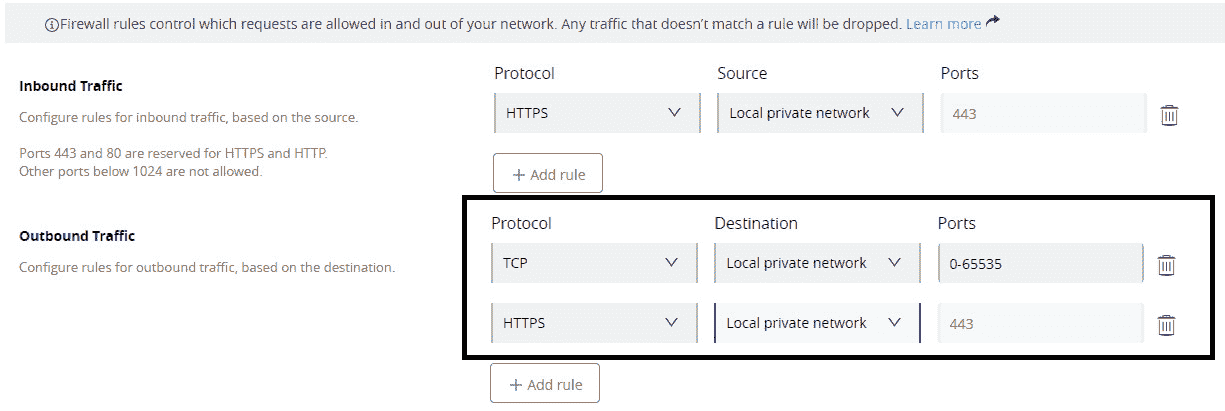 Firewall rules control which requests are allowed in and out of your network. Any traffic that doesn't match a rule will be dropped. Learn more
Inbound Traffic
Configure rules for inbound traffic, based on the source.
Ports 443 and 80 are reserved for HTTPS and HTTP.
Other ports below 1024 are not allowed.
Protocol Source Ports
HTTPS Local private network 443
+ Add rule
Outbound Traffic
Configure rules for outbound traffic, based on the destination.
Protocol Destination Ports
TCP Local private network 0-65535
HTTPS Local private network 443
+ Add rule